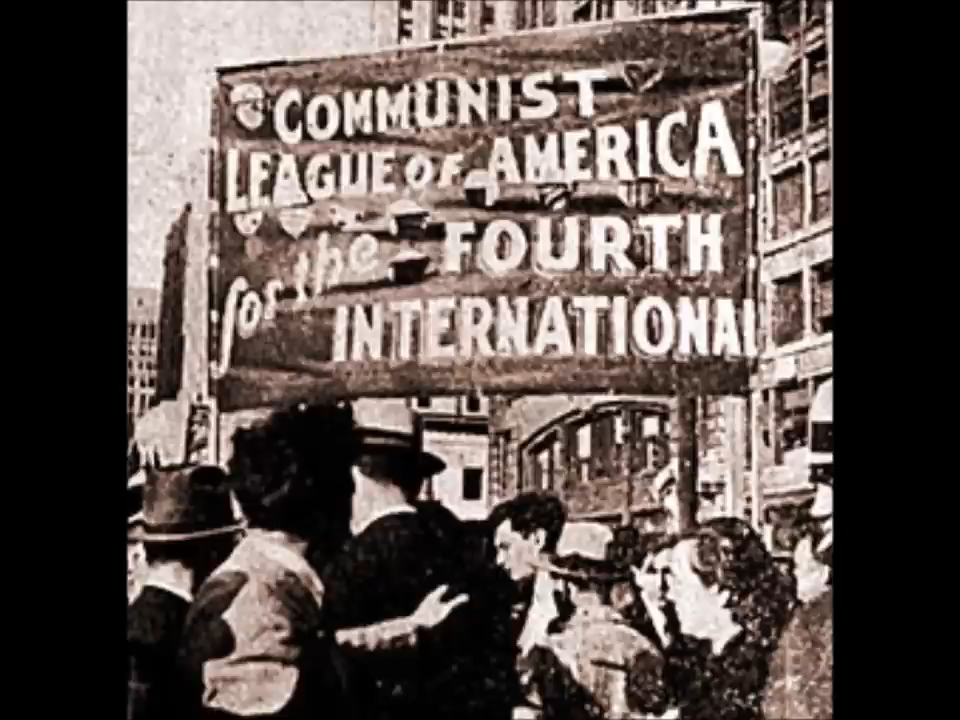 COMMUNIST
LEAGUE OF AMERICA
for the FOURTH
INTERNATIONAL